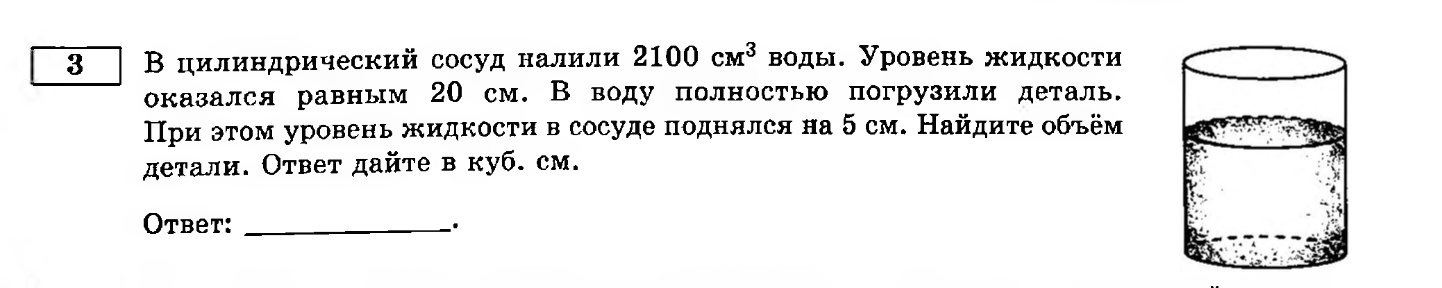 3
В цилиндрический сосуд налили 2100 см³ воды. Уровень жидкости
оказался равным 20 см. В воду полностью погрузили деталь.
При этом уровень жидкости в сосуде поднялся на 5 см. Найдите объём
детали. Ответ дайте в куб. см.
Ответ: ______________.